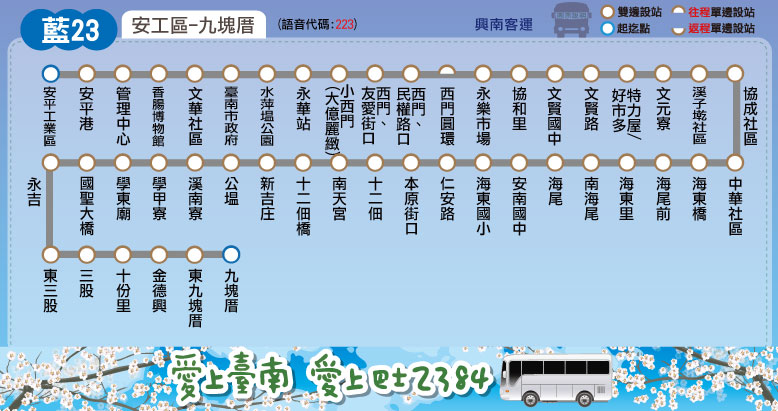 藍23
安工區-九塊厝
(語音代碼:223)
興南客運
雙邊設站
往程單邊設站
起迄點
返程單邊設站
安平工業區
安平港
管理中心
香腸博物館
文華社區
臺南市政府
水萍塭公園
永華站
小西門
(大億麗緻)
西門、
友愛街口
西門、
民權路口
西門圓環
永樂市場
協和里
文賢國中
文賢路
特力屋/
好市多
文元寮
溪子墘社區
協成社區
中華社區
海東橋
海尾前
海東里
南海尾
海尾
安南國中
海東國小
仁安路
本原街口
十二佃
南天宮
十二佃橋
新吉庄
公塭
溪南寮
學甲寮
學東廟
國聖大橋
永吉
東三股
三股
十份里
金德興
東九塊厝
九塊厝
愛上臺南 愛上巴士2384